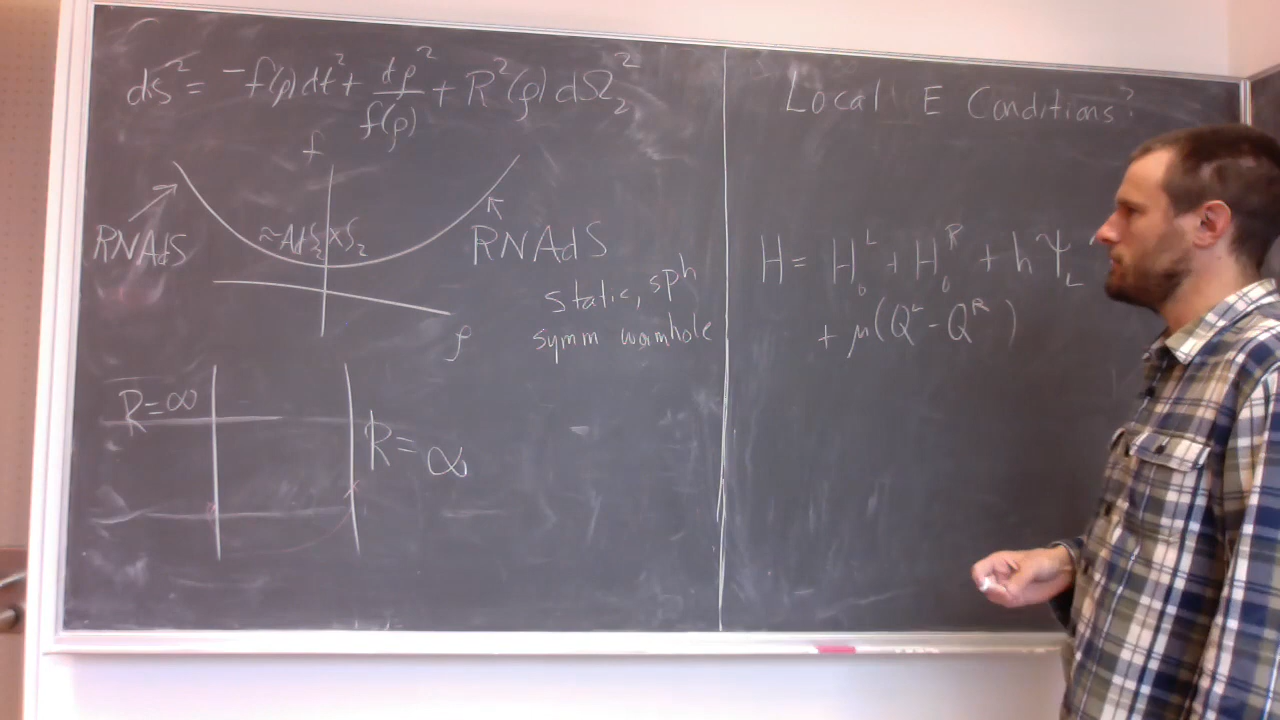 ds² = -f(ρ)dt² + dρ²/f(ρ) + R²(ρ)dΩ₂²
f
RNAdS
≈AdS₂×S₂
RNAdS
static, sph
symm wormhole
ρ
R=∞
R=∞
Local E Conditions?
H = H₀ᴸ + H₀ᴿ + hΨ_L
+ μ(Qᴸ - Qᴿ)